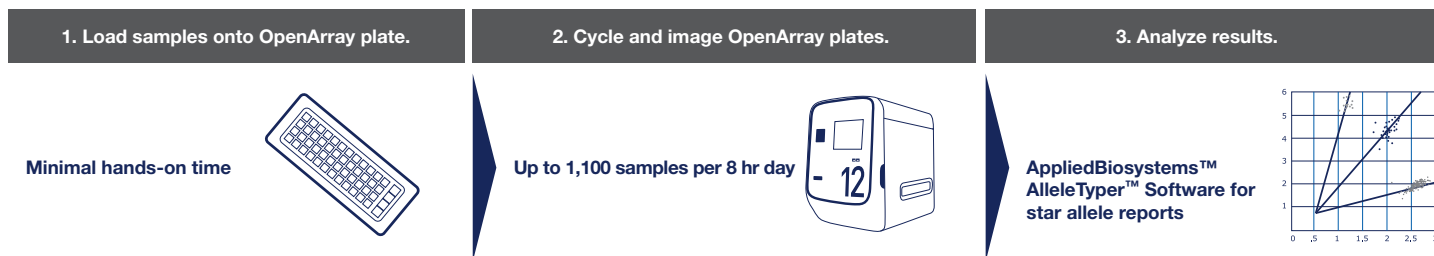 1. Load samples onto OpenArray plate.
2. Cycle and image OpenArray plates.
3. Analyze results.
Minimal hands-on time
Up to 1,100 samples per 8 hr day
12
AppliedBiosystems™
AlleleTyper™ Software for
star allele reports
6
5
4
3
2
1
0 .5 1 1,5 2 2,5